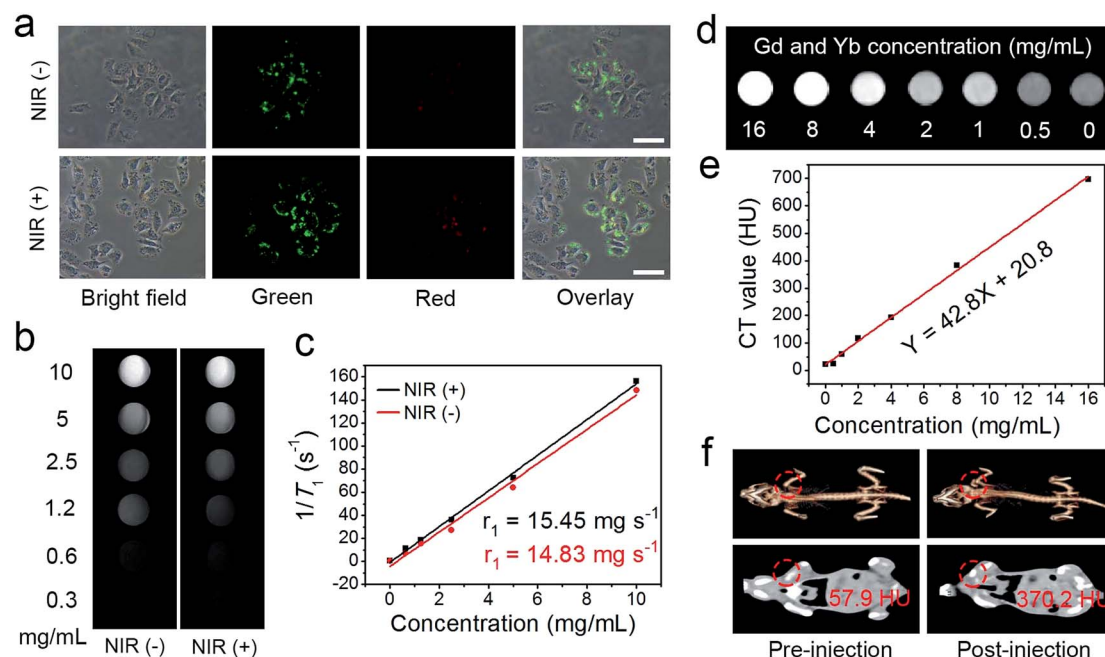 a
NIR (-)
NIR (+)
Bright field Green Red Overlay
b
10
5
2.5
1.2
0.6
0.3
mg/mL
NIR (-) NIR (+)
c
1/T₁ (s⁻¹)
160
140
120
100
80
60
40
20
0
-20
NIR (+)
NIR (-)
r₁ = 15.45 mg s⁻¹
r₁ = 14.83 mg s⁻¹
0 2 4 6 8 10
Concentration (mg/mL)
d
Gd and Yb concentration (mg/mL)
16 8 4 2 1 0.5 0
e
CT value (HU)
700
600
500
400
300
200
100
0
Y = 42.8X + 20.8
0 2 4 6 8 10 12 14 16
Concentration (mg/mL)
f
57.9 HU 370.2 HU
Pre-injection Post-injection